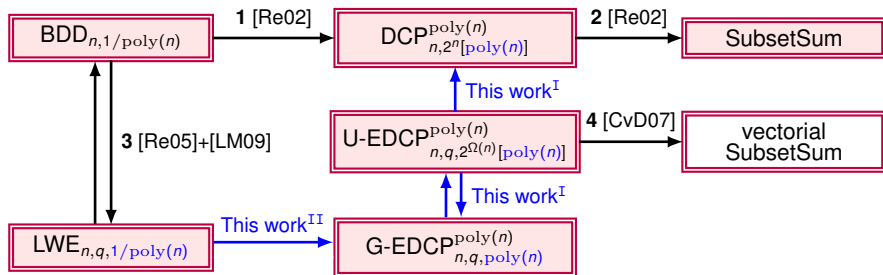 1 [Re02]
2 [Re02]
BDD_{n,1/poly(n)}
DCP^{poly(n)}_{n,2^n[poly(n)]}
SubsetSum
This work^I
3 [Re05]+[LM09]
U-EDCP^{poly(n)}_{n,q,2^{Ω(n)}[poly(n)]}
4 [CvD07]
vectorial
SubsetSum
This work^I
LWE_{n,q,1/poly(n)}
This work^{II}
G-EDCP^{poly(n)}_{n,q,poly(n)}